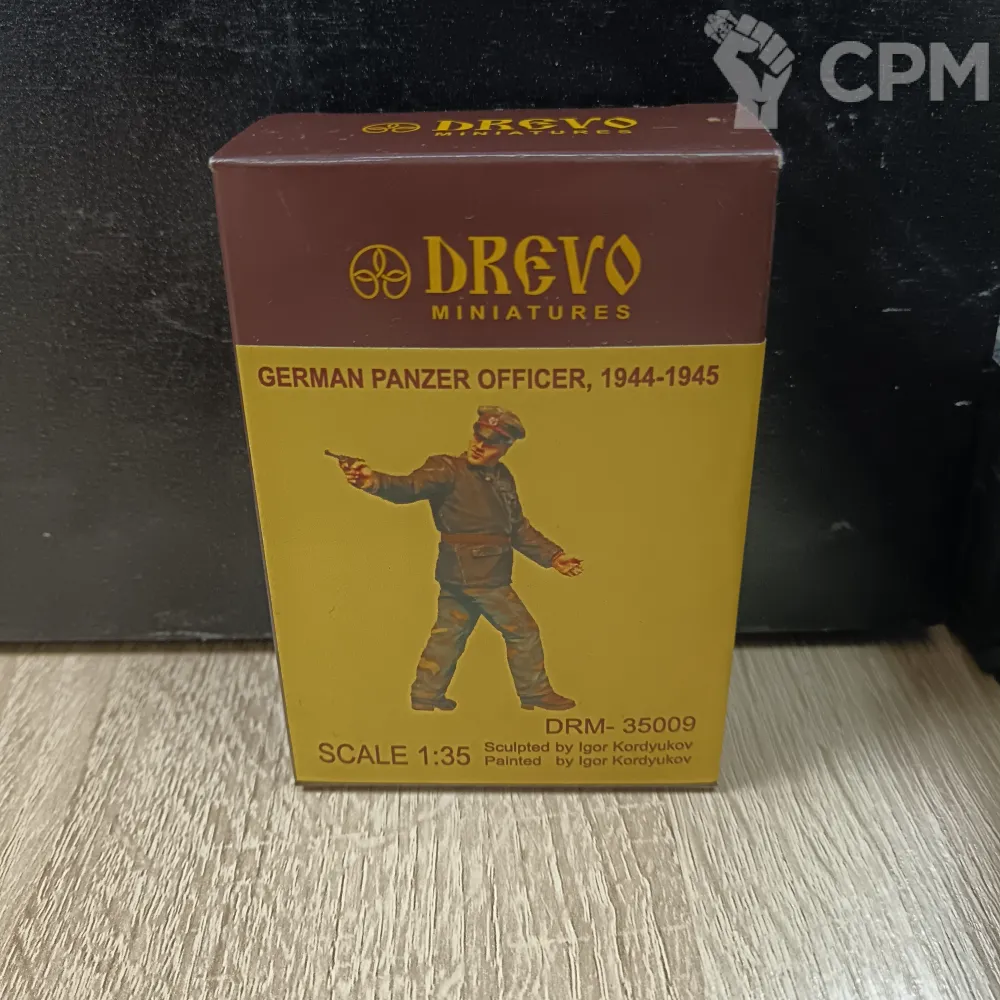 CPM
DREVO
MINIATURES
DREVO
MINIATURES
GERMAN PANZER OFFICER, 1944-1945
DRM- 35009
SCALE 1:35
Sculpted by Igor Kordyukov
Painted by Igor Kordyukov